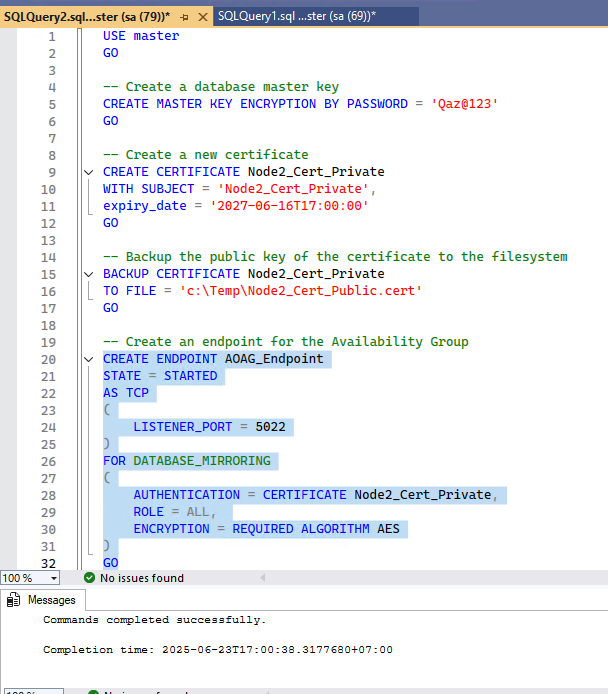 SQLQuery2.sql...ster (sa (79))*
SQLQuery1.sql ...ster (sa (69))*
1 USE master
2 GO
3
4 -- Create a database master key
5 CREATE MASTER KEY ENCRYPTION BY PASSWORD = 'Qaz@123'
6 GO
7
8 -- Create a new certificate
9 CREATE CERTIFICATE Node2_Cert_Private
10 WITH SUBJECT = 'Node2_Cert_Private',
11 expiry_date = '2027-06-16T17:00:00'
12 GO
13
14 -- Backup the public key of the certificate to the filesystem
15 BACKUP CERTIFICATE Node2_Cert_Private
16 TO FILE = 'c:\Temp\Node2_Cert_Public.cert'
17 GO
18
19 -- Create an endpoint for the Availability Group
20 CREATE ENDPOINT AOAG_Endpoint
21 STATE = STARTED
22 AS TCP
23 (
24 LISTENER_PORT = 5022
25 )
26 FOR DATABASE_MIRRORING
27 (
28 AUTHENTICATION = CERTIFICATE Node2_Cert_Private,
29 ROLE = ALL,
30 ENCRYPTION = REQUIRED ALGORITHM AES
31 )
32 GO
100 % No issues found
Messages
Commands completed successfully.
Completion time: 2025-06-23T17:00:38.3177680+07:00